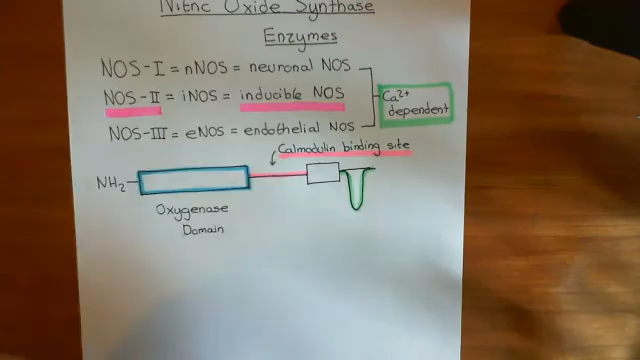 Nitric Oxide Synthase
Enzymes
NOS-I = nNOS = neuronal NOS
NOS-II = iNOS = inducible NOS
NOS-III = eNOS = endothelial NOS
Ca2+
dependent
Calmodulin binding site
NH2
Oxygenase
Domain